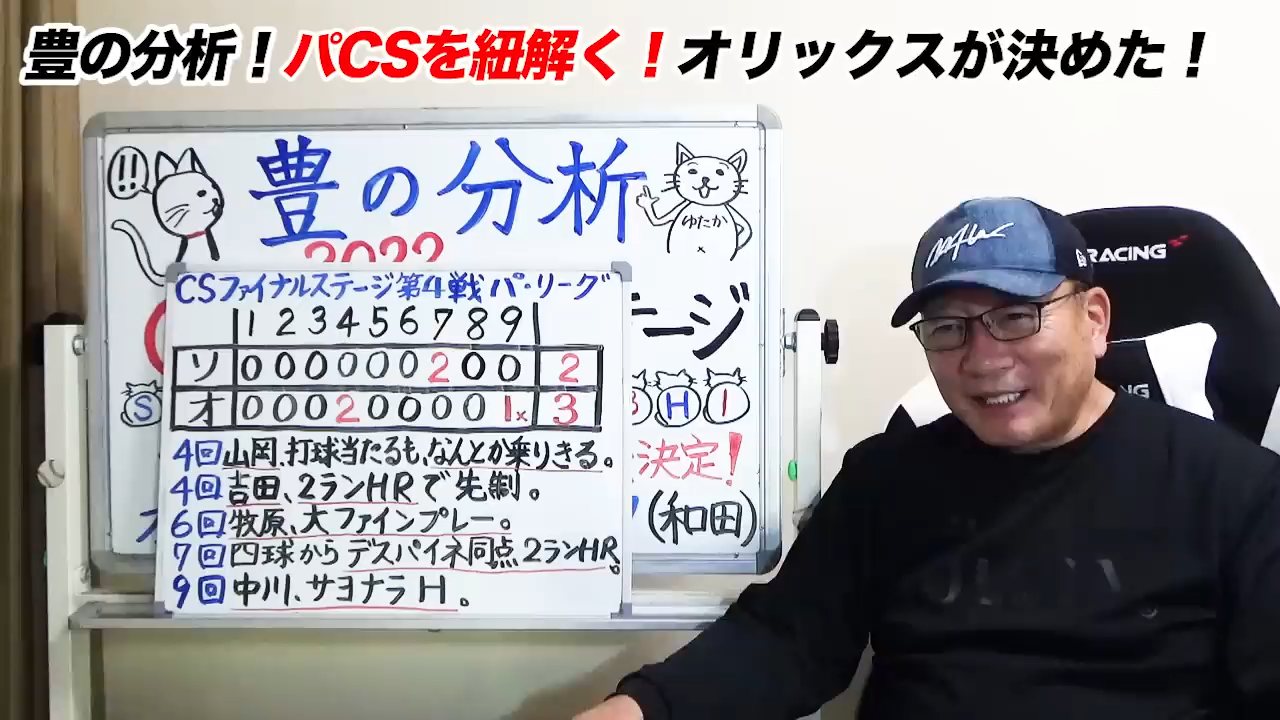 豊の分析！パCSを紐解く！オリックスが決めた！
!!
豊の分析
ゆたか
2022
RACING
CSファイナルステージ第4戦 パ・リーグ
1 2 3 4 5 6 7 8 9
ソ 0 0 0 0 0 0 2 0 0 2
オ 0 0 0 2 0 0 0 0 1x 3
4回山岡、打球当たるも、なんとか乗りきる。
4回吉田、2ランHRで先制。
6回牧原、大ファインプレー。
7回四球からデスパイネ同点2ランHR。
9回中川、サヨナラH。
ージ
S
H
I
決定!
(和田)